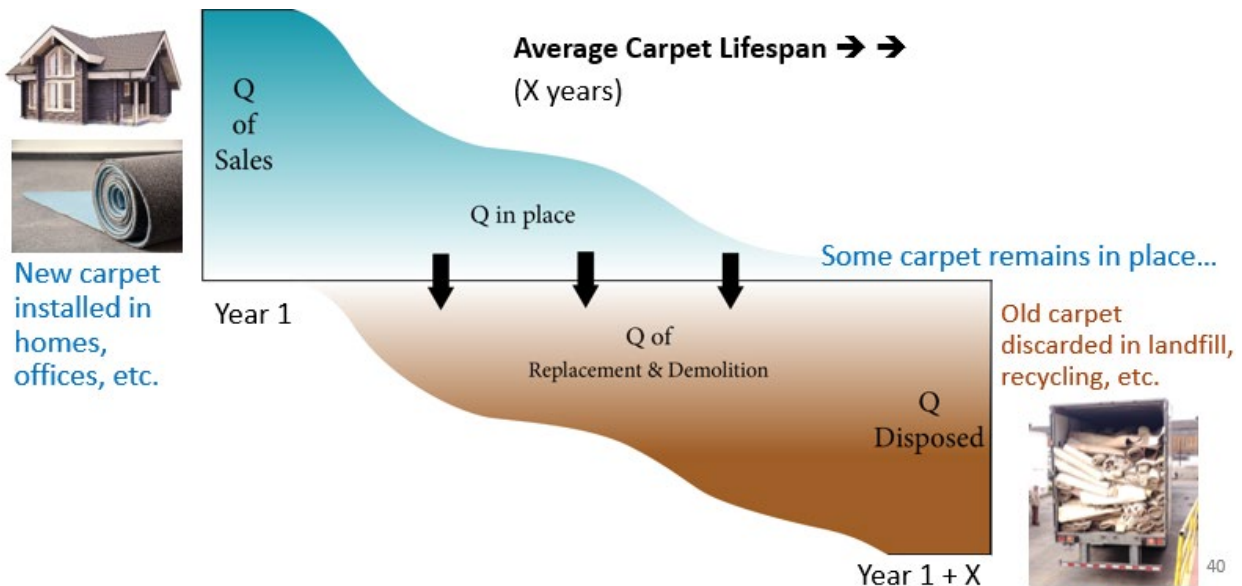 Average Carpet Lifespan → →
(X years)
Q
of
Sales
Q in place
Some carpet remains in place...
New carpet
installed in
homes,
offices, etc.
Year 1
Q of
Replacement & Demolition
Old carpet
discarded in landfill,
recycling, etc.
Q
Disposed
Year 1 + X
40